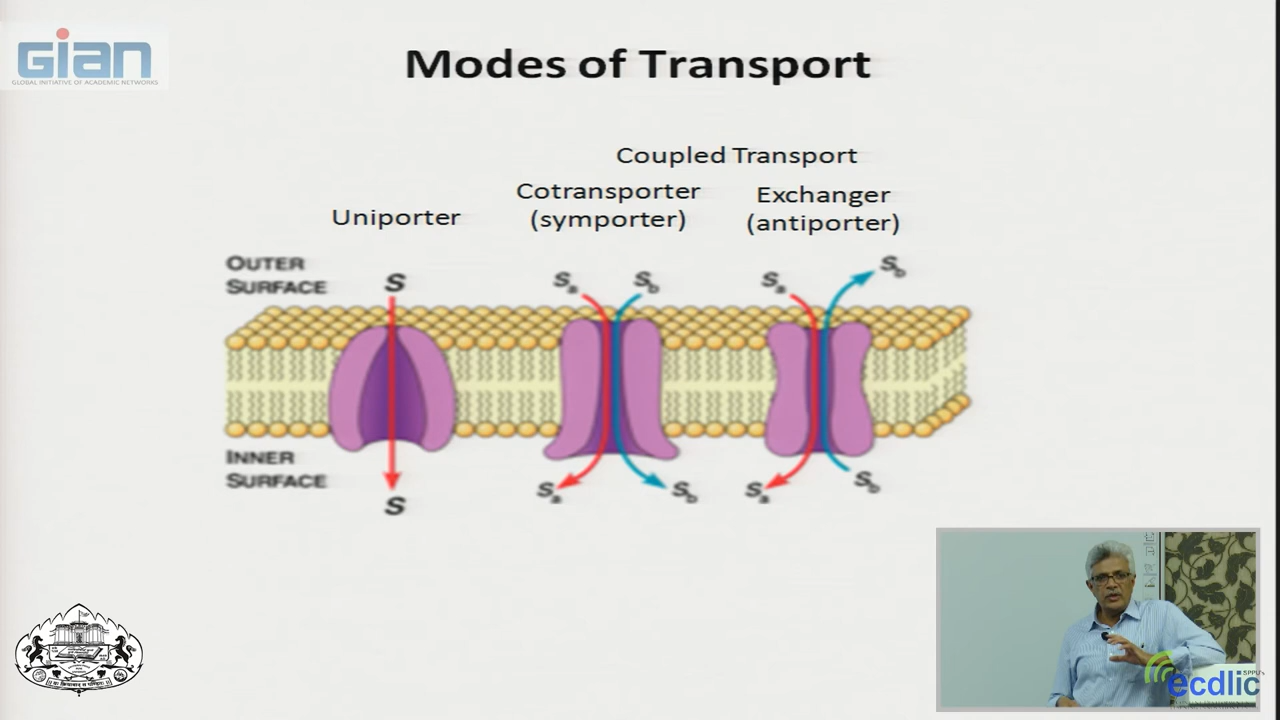 GIAN
GLOBAL INITIATIVE OF ACADEMIC NETWORKS
Modes of Transport
Coupled Transport
Cotransporter
(symporter)
Exchanger
(antiporter)
Uniporter
OUTER
SURFACE
S
Sa
Sb
Sa
Sb
INNER
SURFACE
S
Sa
Sb
Sa
Sb
SPPU's
ecdlic